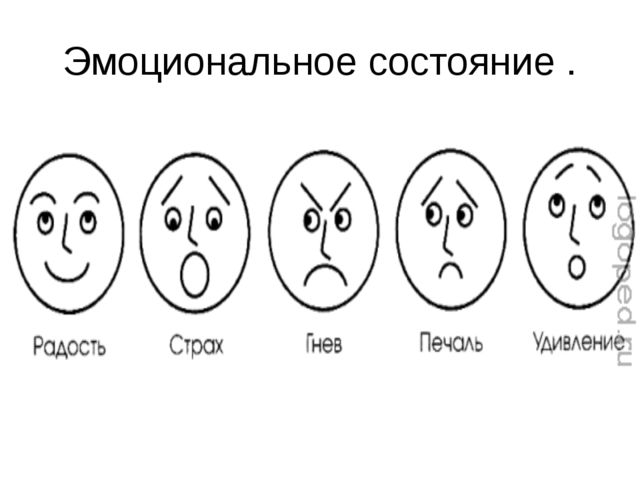 Эмоциональное состояние .
Радость
Страх
Гнев
Печаль
Удивление
logoped.ru